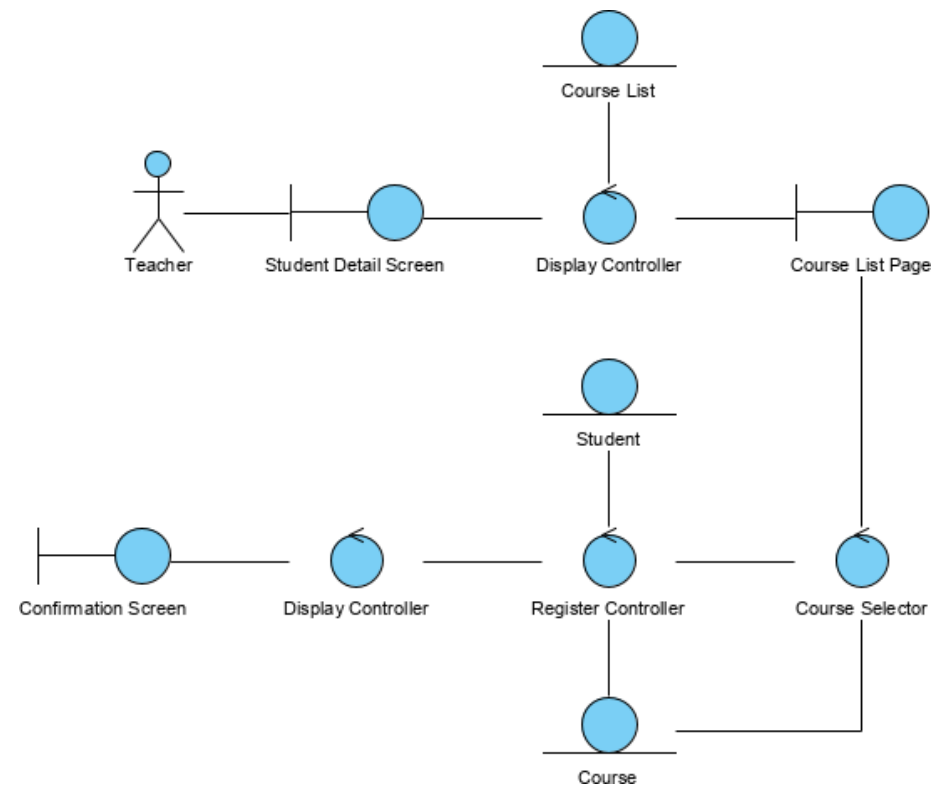 Course List
Teacher
Student Detail Screen
Display Controller
Course List Page
Student
Confirmation Screen
Display Controller
Register Controller
Course Selector
Course